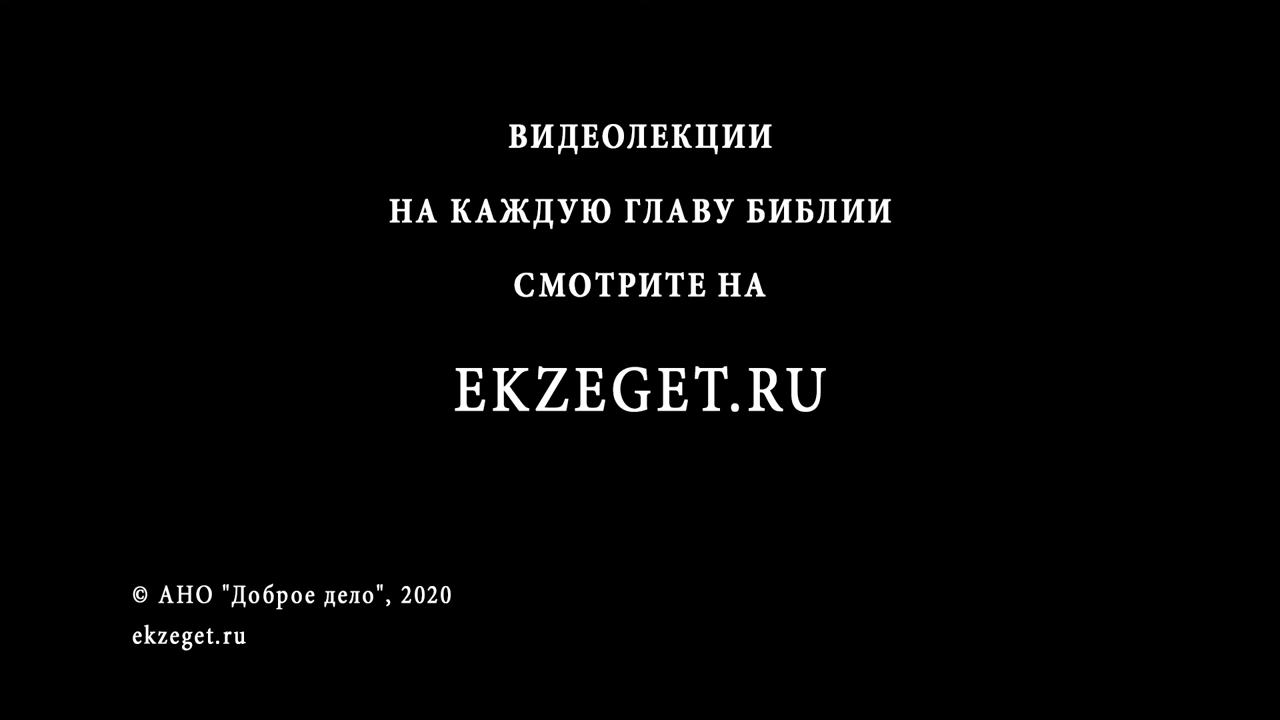 ВИДЕОЛЕКЦИИ
НА КАЖДУЮ ГЛАВУ БИБЛИИ
СМОТРИТЕ НА
EKZEGET.RU
© АНО "Доброе дело", 2020
ekzeget.ru